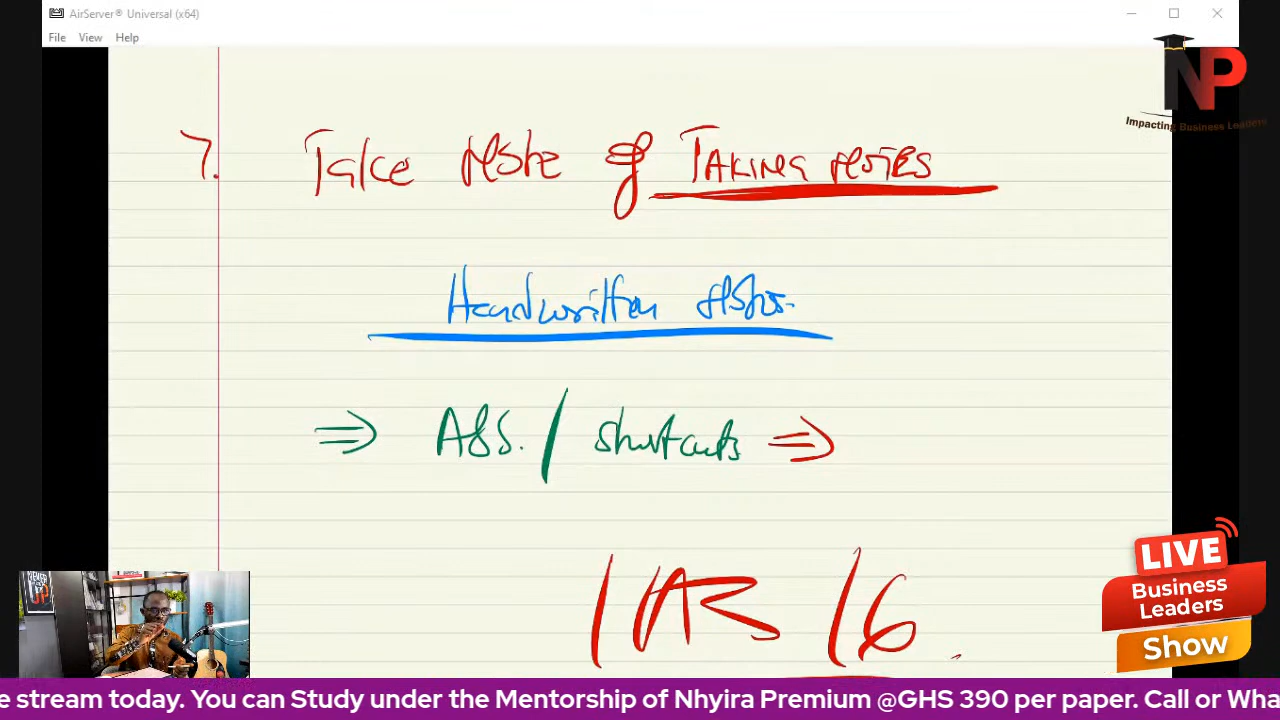 AirServer® Universal (x64)
File View Help
NP
Impacting Business Leaders
7. Take Note of TAKING NOTES
Handwritten Notes.
⇒ Abb. / Shortcuts ⇒
IAS 16
LIVE
Business
Leaders
Show
e stream today. You can Study under the Mentorship of Nhyira Premium @GHS 390 per paper. Call or Wha